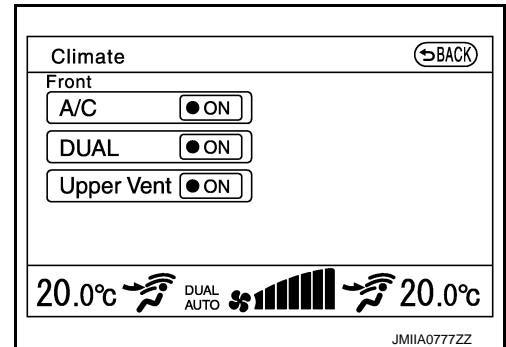 Climate BACK
Front
A/C ON
DUAL ON
Upper Vent ON
20.0℃ DUAL AUTO 20.0℃
JMIIA0777ZZ